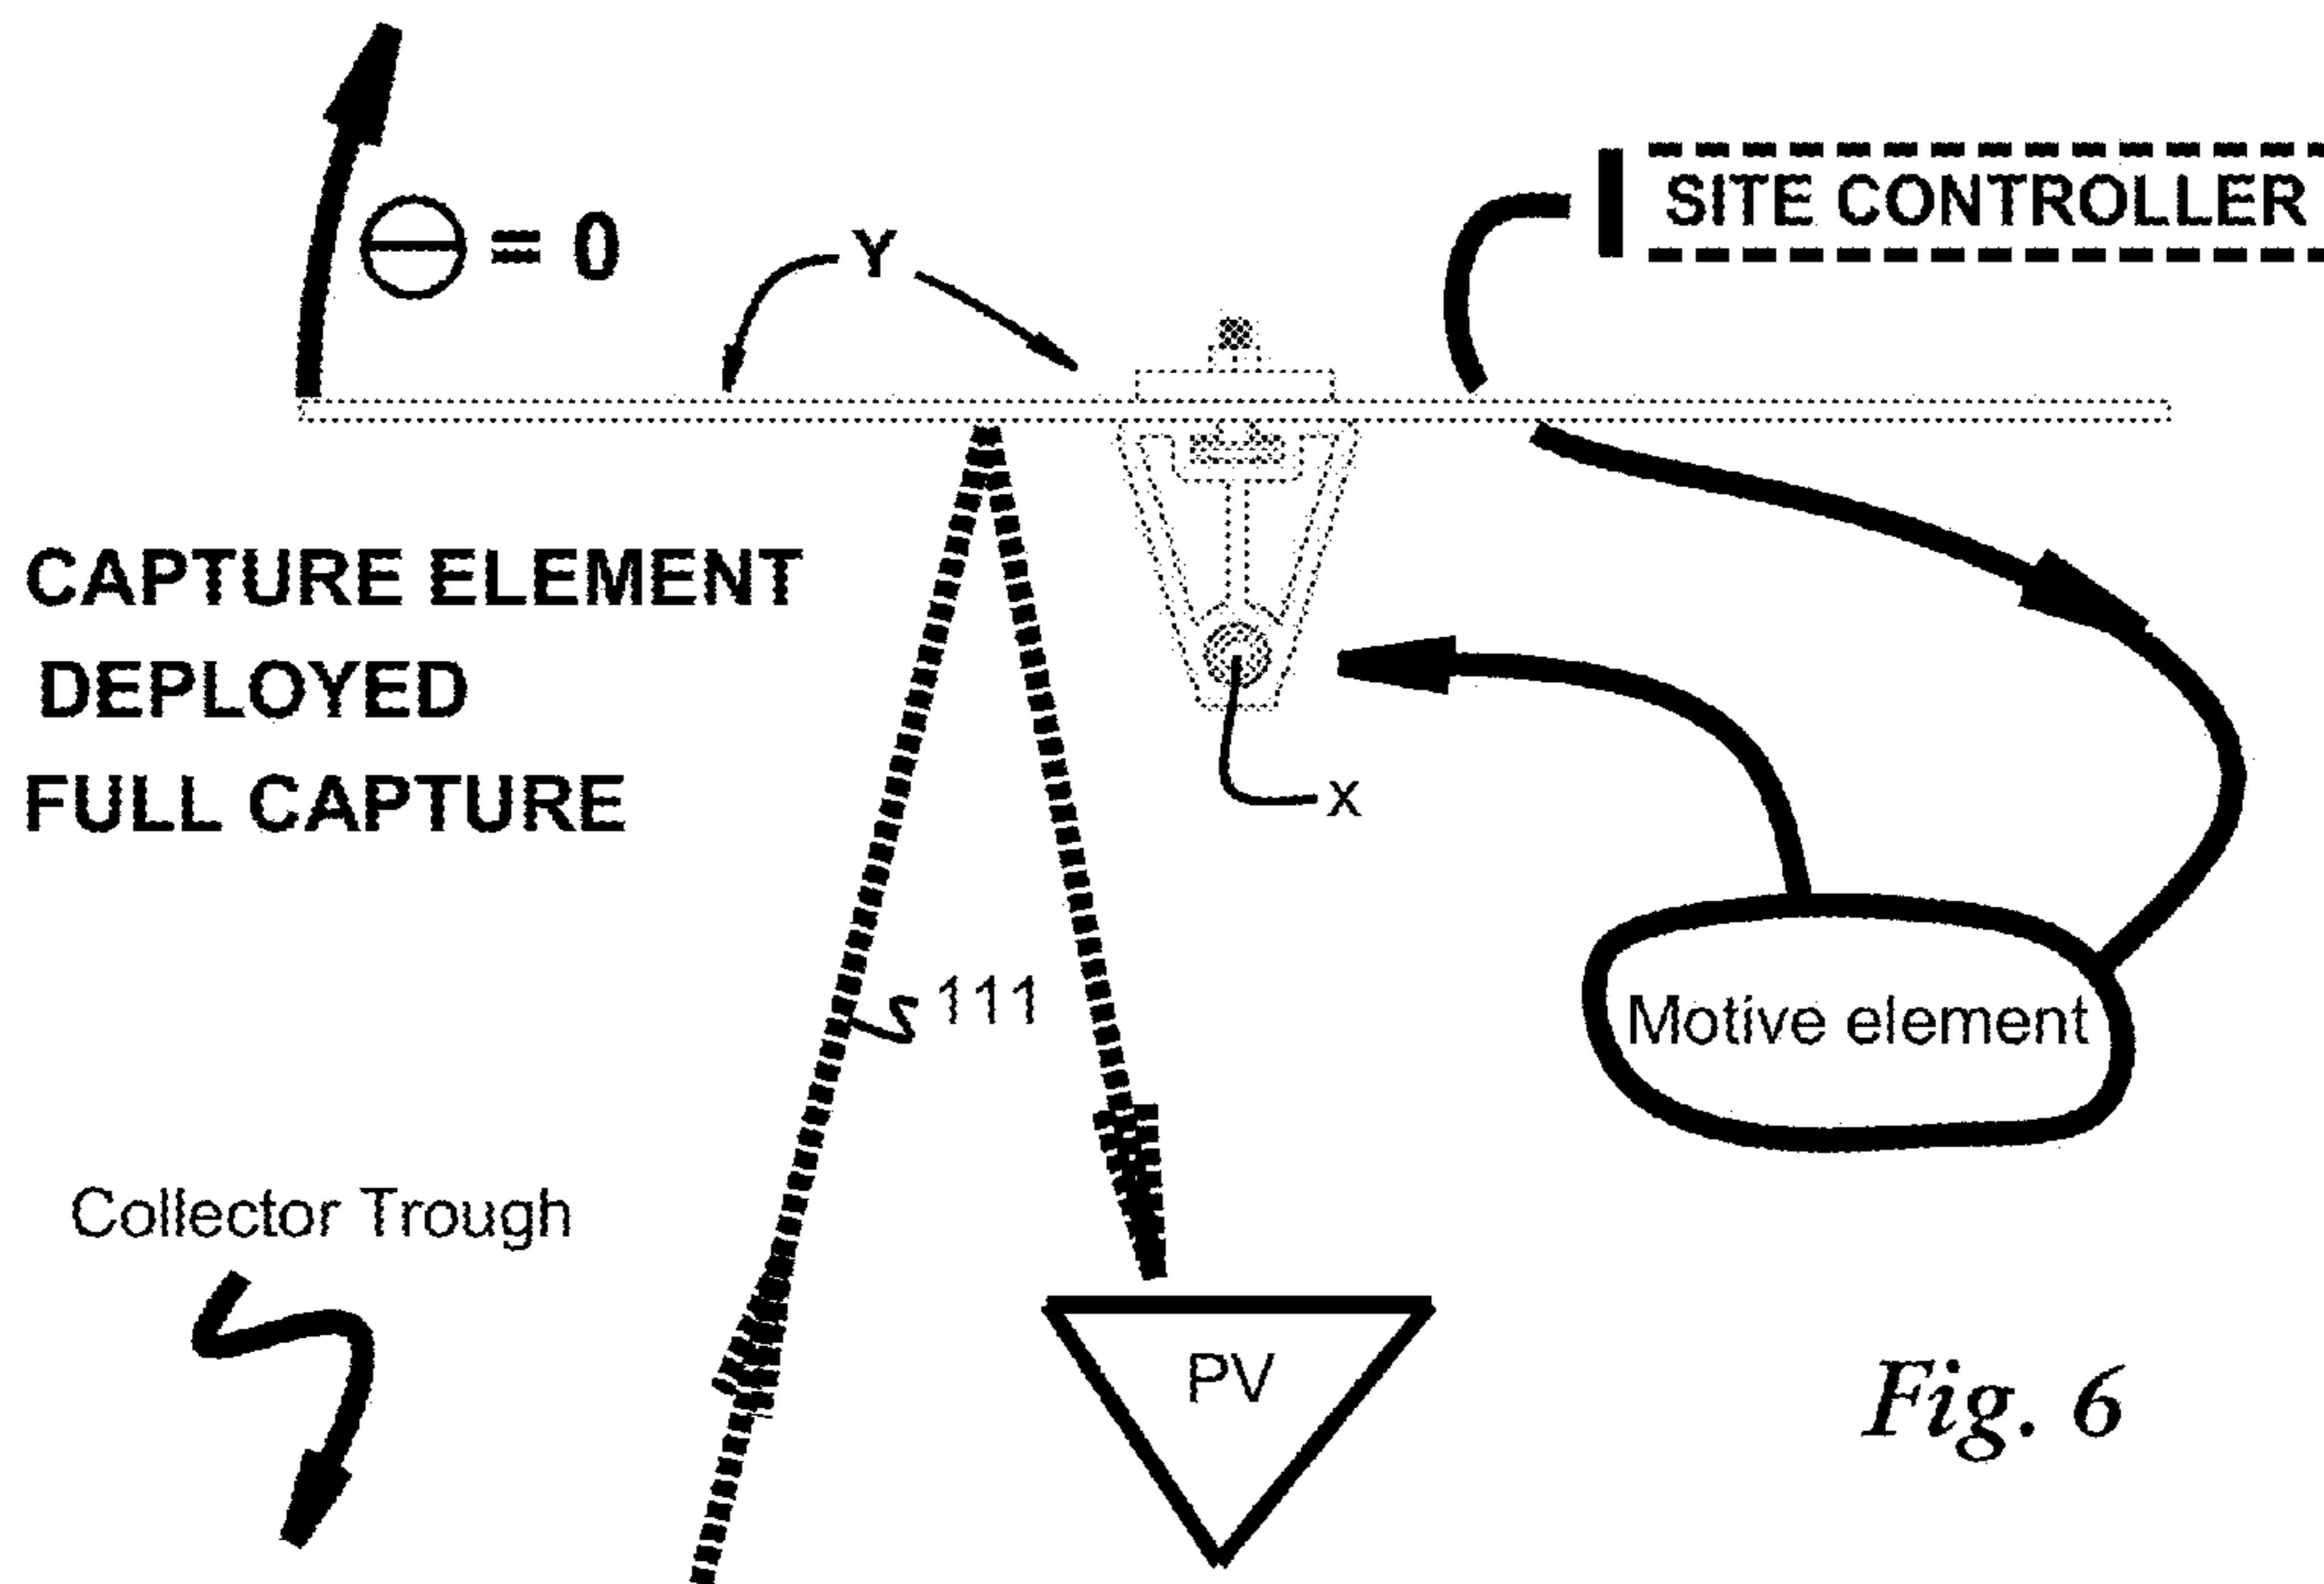 Θ = 0
Y
SITE CONTROLLER
CAPTURE ELEMENT
DEPLOYED
FULL CAPTURE
X
111
Motive element
Collector Trough
PV
Fig. 6